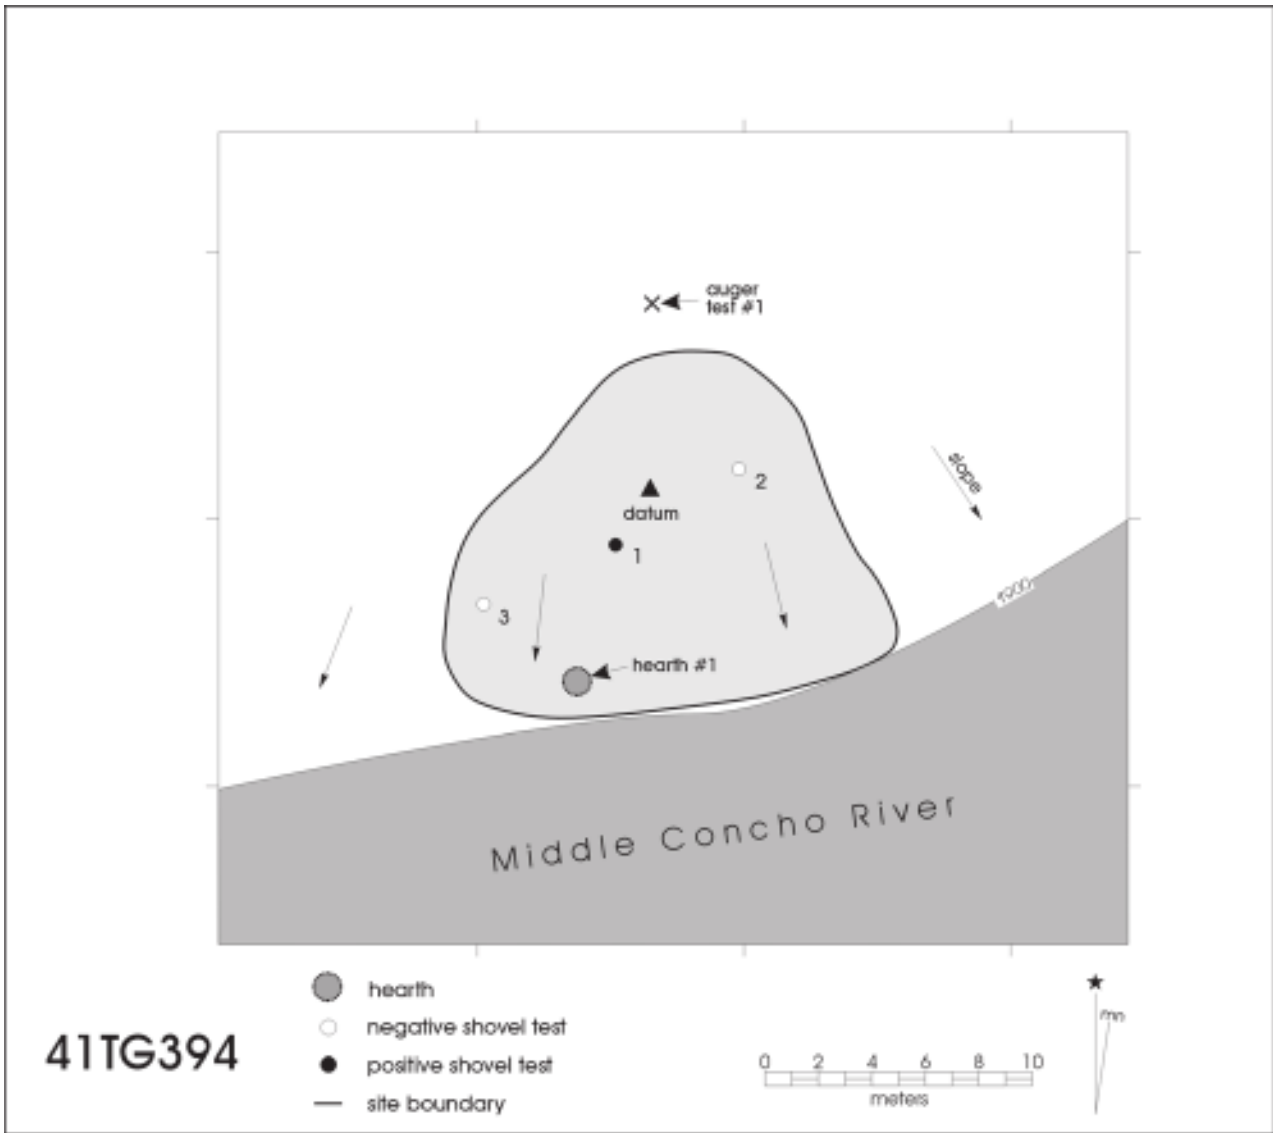 auger
test #1
slope
2
datum
1
3
1900
hearth #1
Middle Concho River
hearth
negative shovel test
positive shovel test
site boundary
41TG394
0 2 4 6 8 10
meters
mn